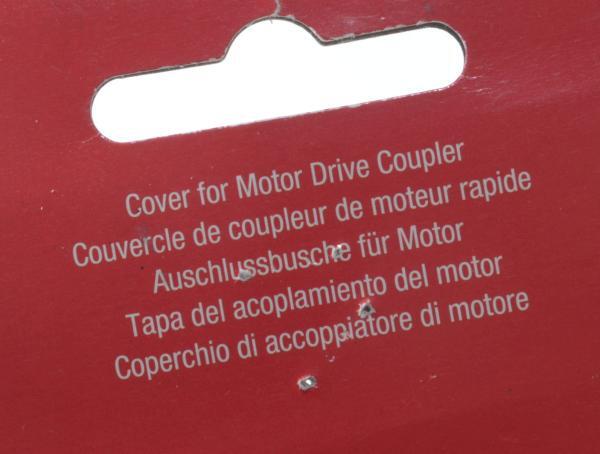 Cover for Motor Drive Coupler
Couvercle de coupleur de moteur rapide
Auschlussbusche für Motor
Tapa del acoplamiento del motor
Coperchio di accoppiatore di motore